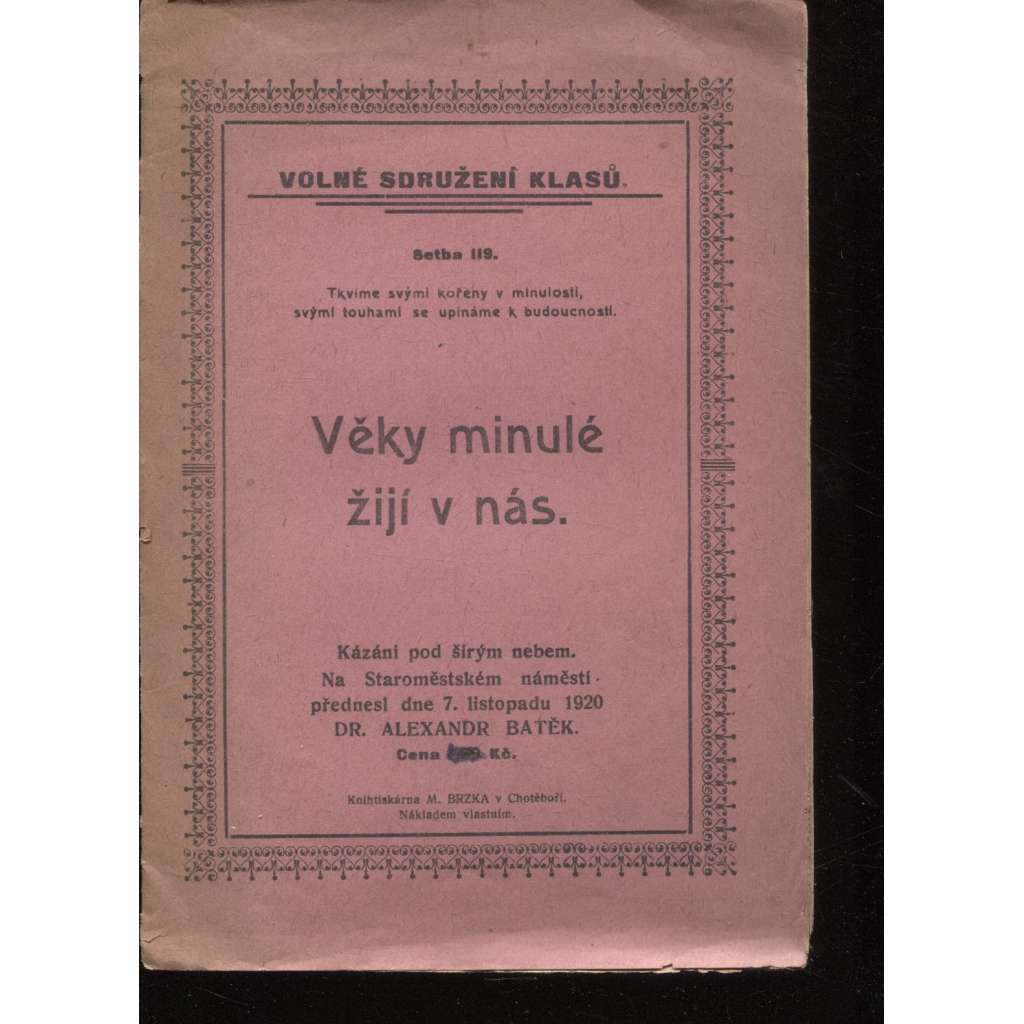 VOLNÉ SDRUŽENÍ KLASŮ.
Setba 119.
Tkvíme svými kořeny v minulosti,
svými touhami se upínáme k budoucnosti.
Věky minulé
žijí v nás.
Kázání pod šírým nebem.
Na Staroměstském náměstí
přednesl dne 7. listopadu 1920
DR. ALEXANDR BATĚK.
Cena Kč.
Knihtiskárna M. BRZKA v Chotěboři.
Nákladem vlastním.